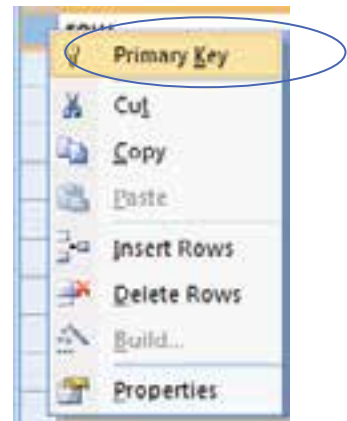 Primary Key
Cut
Copy
Paste
Insert Rows
Delete Rows
Build...
Properties